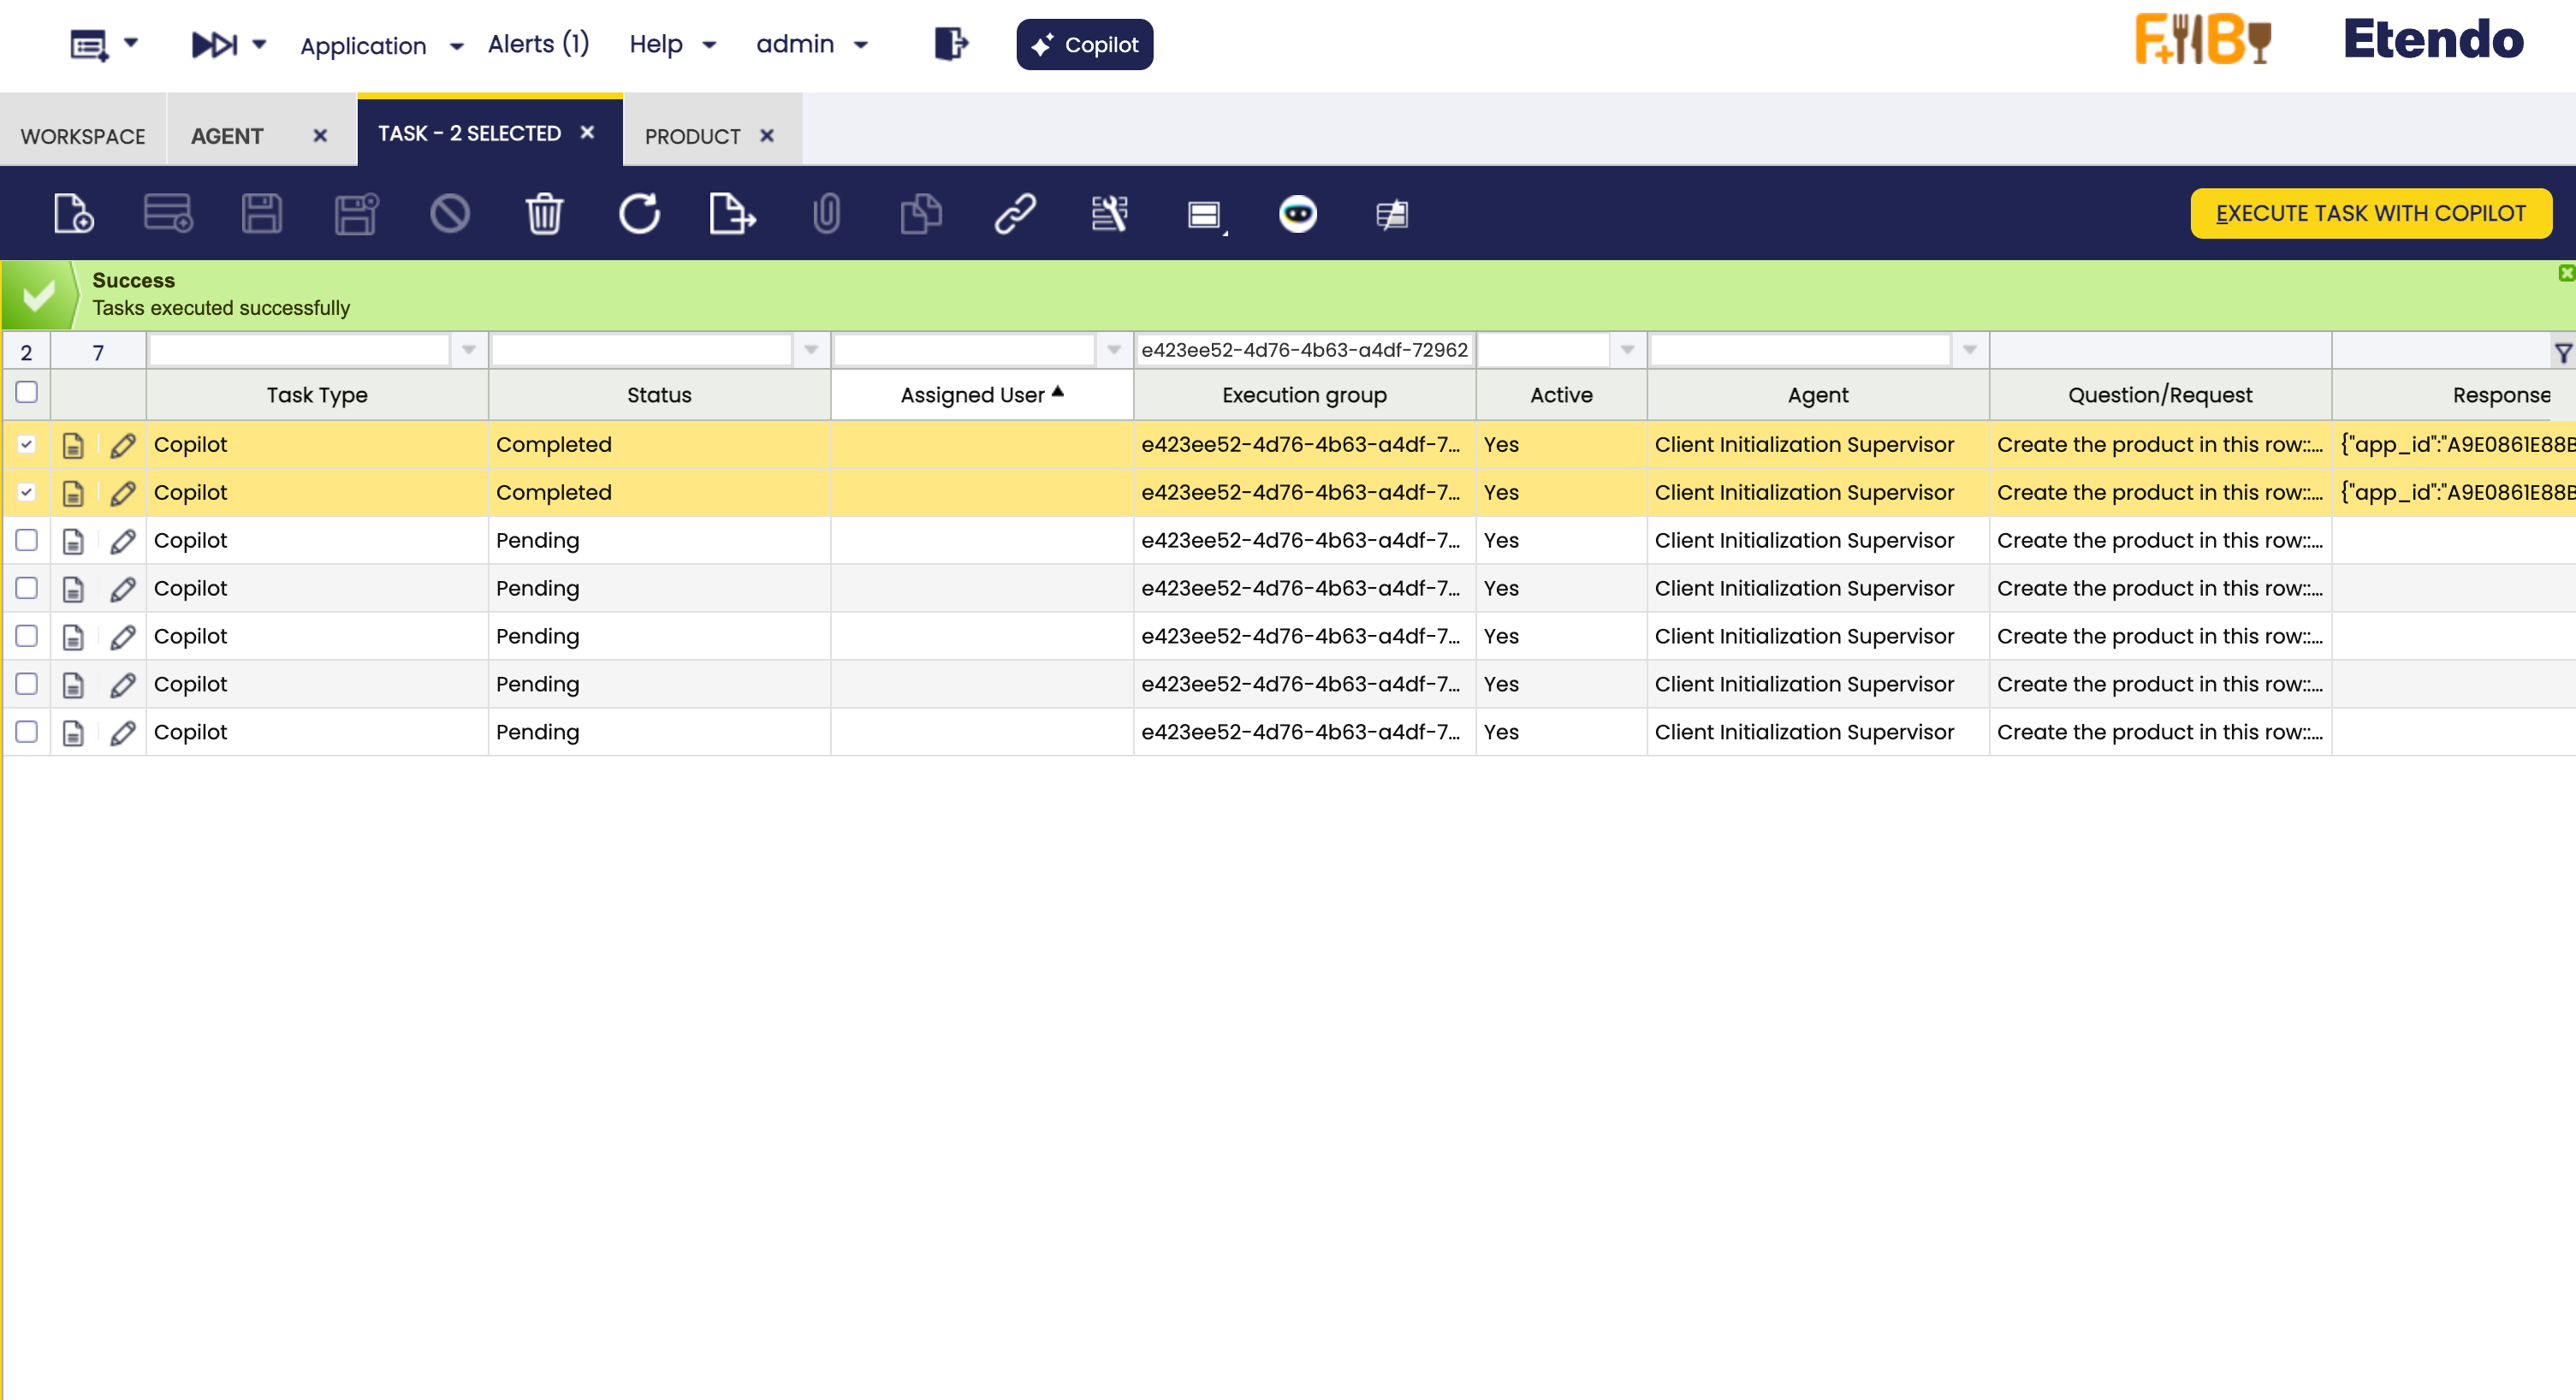 Application Alerts (1) Help admin Copilot F+B Etendo
WORKSPACE AGENT TASK - 2 SELECTED PRODUCT
EXECUTE TASK WITH COPILOT
Success
Tasks executed successfully
2 7 e423ee52-4d76-4b63-a4df-72962
Task Type Status Assigned User Execution group Active Agent Question/Request Response
Copilot Completed e423ee52-4d76-4b63-a4df-7... Yes Client Initialization Supervisor Create the product in this row::... {"app_id":"A9E0861E88B
Copilot Completed e423ee52-4d76-4b63-a4df-7... Yes Client Initialization Supervisor Create the product in this row::... {"app_id":"A9E0861E88B
Copilot Pending e423ee52-4d76-4b63-a4df-7... Yes Client Initialization Supervisor Create the product in this row::...
Copilot Pending e423ee52-4d76-4b63-a4df-7... Yes Client Initialization Supervisor Create the product in this row::...
Copilot Pending e423ee52-4d76-4b63-a4df-7... Yes Client Initialization Supervisor Create the product in this row::...
Copilot Pending e423ee52-4d76-4b63-a4df-7... Yes Client Initialization Supervisor Create the product in this row::...
Copilot Pending e423ee52-4d76-4b63-a4df-7... Yes Client Initialization Supervisor Create the product in this row::...